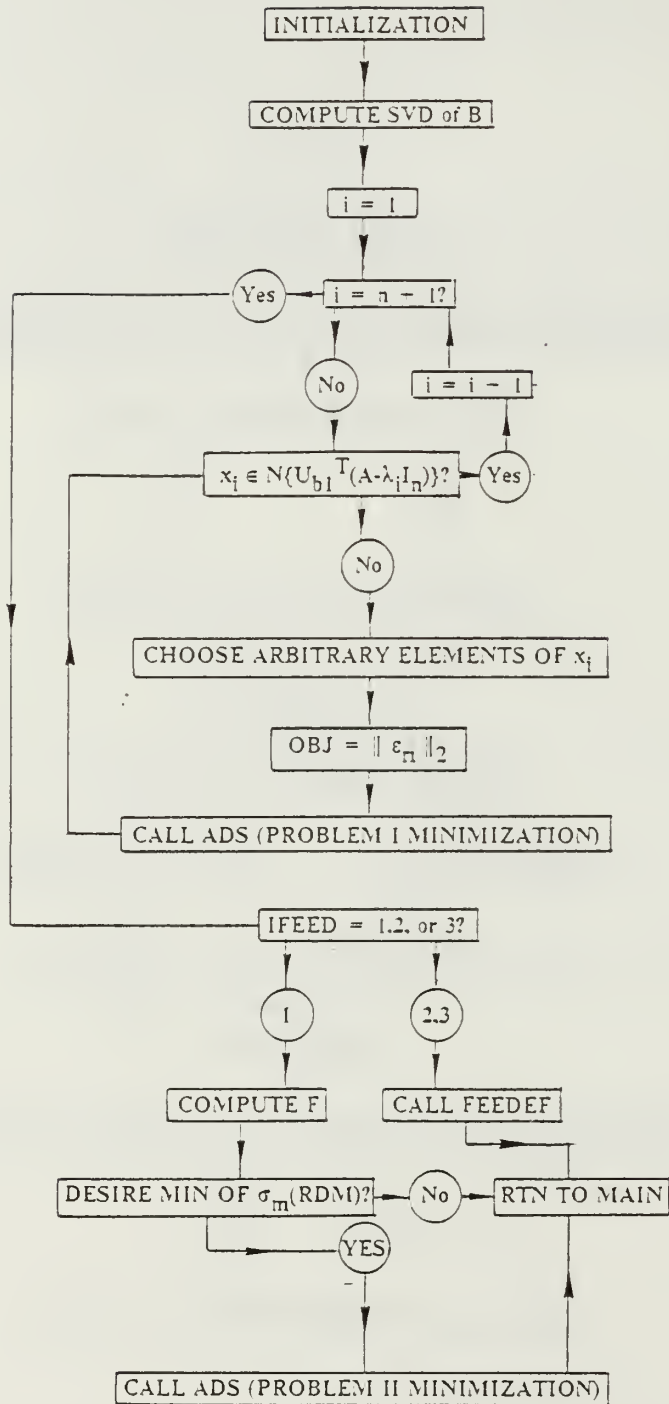 INITIALIZATION
COMPUTE SVD of B
i = 1
Yes
i = n - 1?
No
i = i - 1
x_i ∈ N{U_b1^T(A-λ_iI_n)}?
Yes
No
CHOOSE ARBITRARY ELEMENTS OF x_i
OBJ = || ε_n ||_2
CALL ADS (PROBLEM I MINIMIZATION)
IFEED = 1,2, or 3?
1
2,3
COMPUTE F
CALL FEEDEF
DESIRE MIN OF σ_m(RDM)?
No
RTN TO MAIN
YES
CALL ADS (PROBLEM II MINIMIZATION)